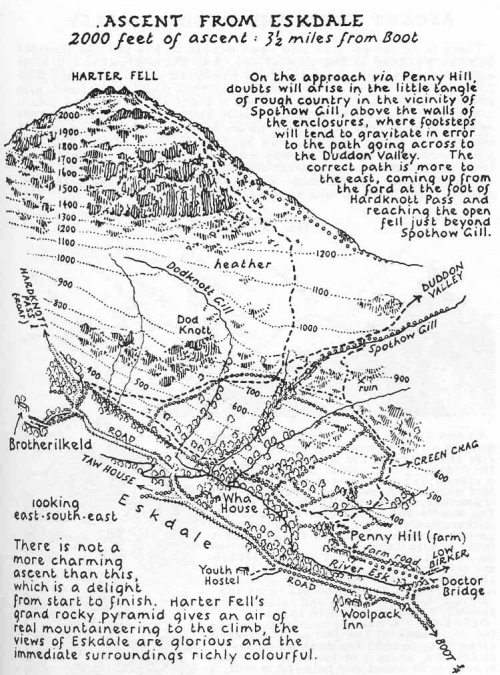 ASCENT FROM ESKDALE
2000 feet of ascent : 3½ miles from Boot
HARTER FELL
On the approach via Penny Hill,
doubts will arise in the little tangle
of rough country in the vicinity of
Spothow Gill, above the walls of
the enclosures, where footsteps
will tend to gravitate in error
to the path going across to
the Duddon Valley. The
correct path is more to
the east, coming up from
the ford at the foot of
Hardknott Pass and
reaching the open
fell just beyond
Spothow Gill.
2000
1900
1800
1700
1600
1500
1400
1300
1200
1100
1000
900
800
1200
1100
1000
heather
Dodknott Gill
Dod
Knott
HARDKNOTT
PASS
(ROAD)
DUDDON
VALLEY
Spothow Gill
400
500
700
600
900
ruin
Brotherilkeld
ROAD
TAW HOUSE
GREEN CRAG
600
500
400
Wha
House
Eskdale
looking
east-south-east
Penny Hill (farm)
farm road
LOW
BIRKER
River Esk
Doctor
Bridge
Youth
Hostel
ROAD
Woolpack
Inn
BOOT
There is not a
more charming
ascent than this,
which is a delight
from start to finish. Harter Fell's
grand rocky pyramid gives an air of
real mountaineering to the climb, the
views of Eskdale are glorious and the
immediate surroundings richly colourful.